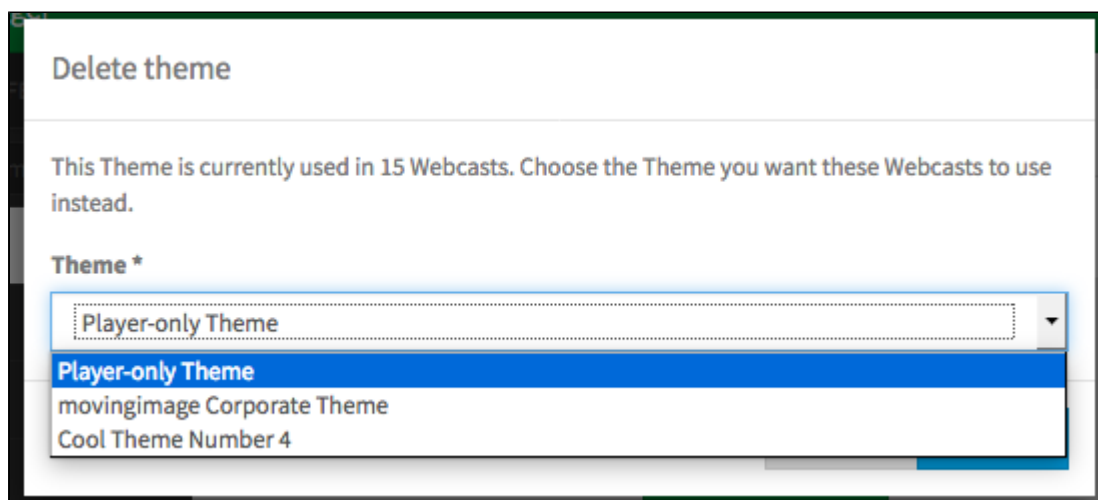 Delete theme
This Theme is currently used in 15 Webcasts. Choose the Theme you want these Webcasts to use
instead.
Theme *
Player-only Theme
Player-only Theme
movingimage Corporate Theme
Cool Theme Number 4